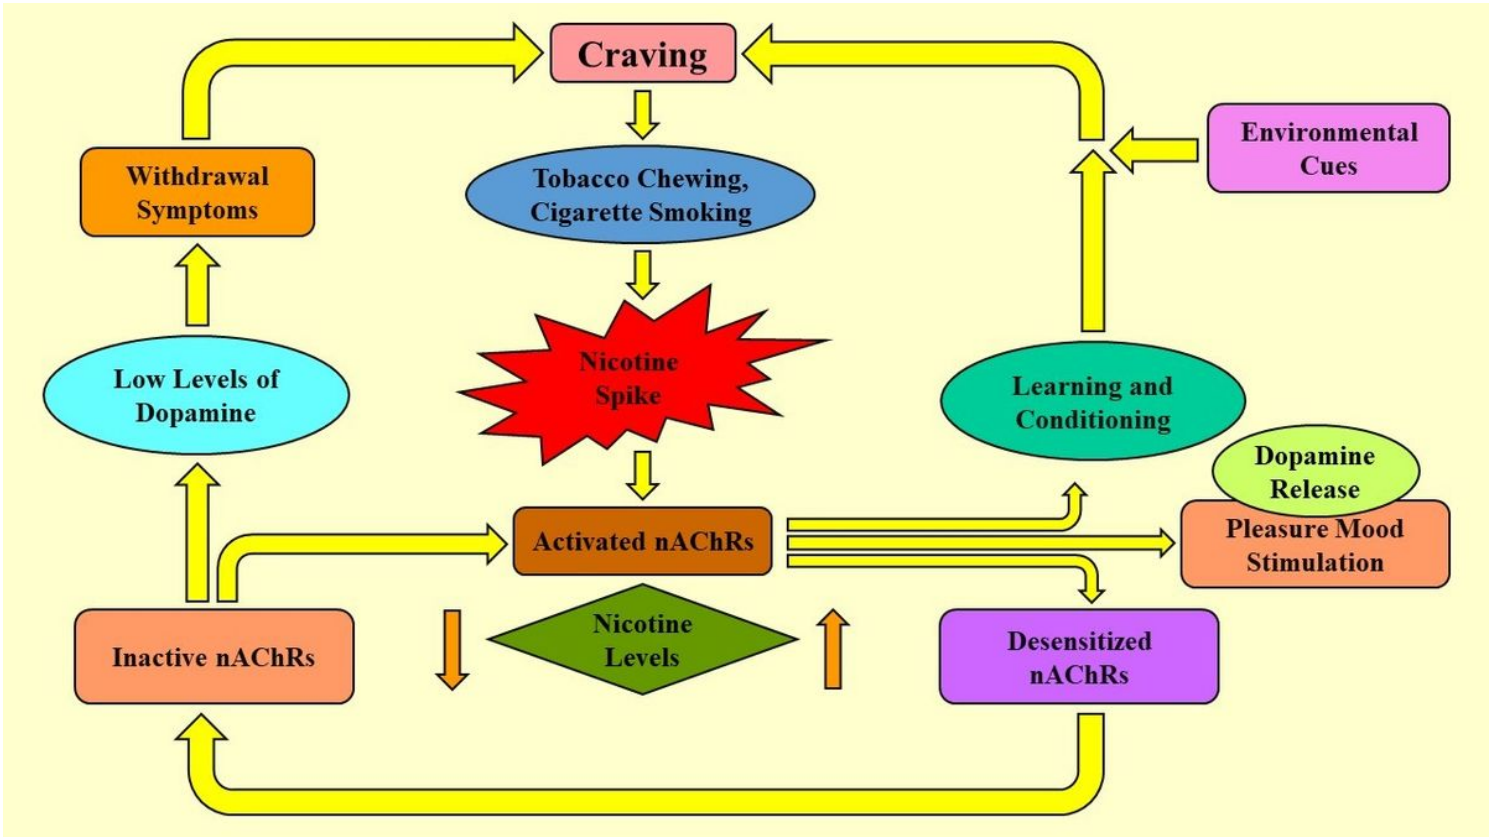 Craving
Environmental
Cues
Withdrawal
Symptoms
Tobacco Chewing,
Cigarette Smoking
Nicotine
Spike
Low Levels of
Dopamine
Learning and
Conditioning
Dopamine
Release
Pleasure Mood
Stimulation
Activated nAChRs
Inactive nAChRs
Nicotine
Levels
Desensitized
nAChRs